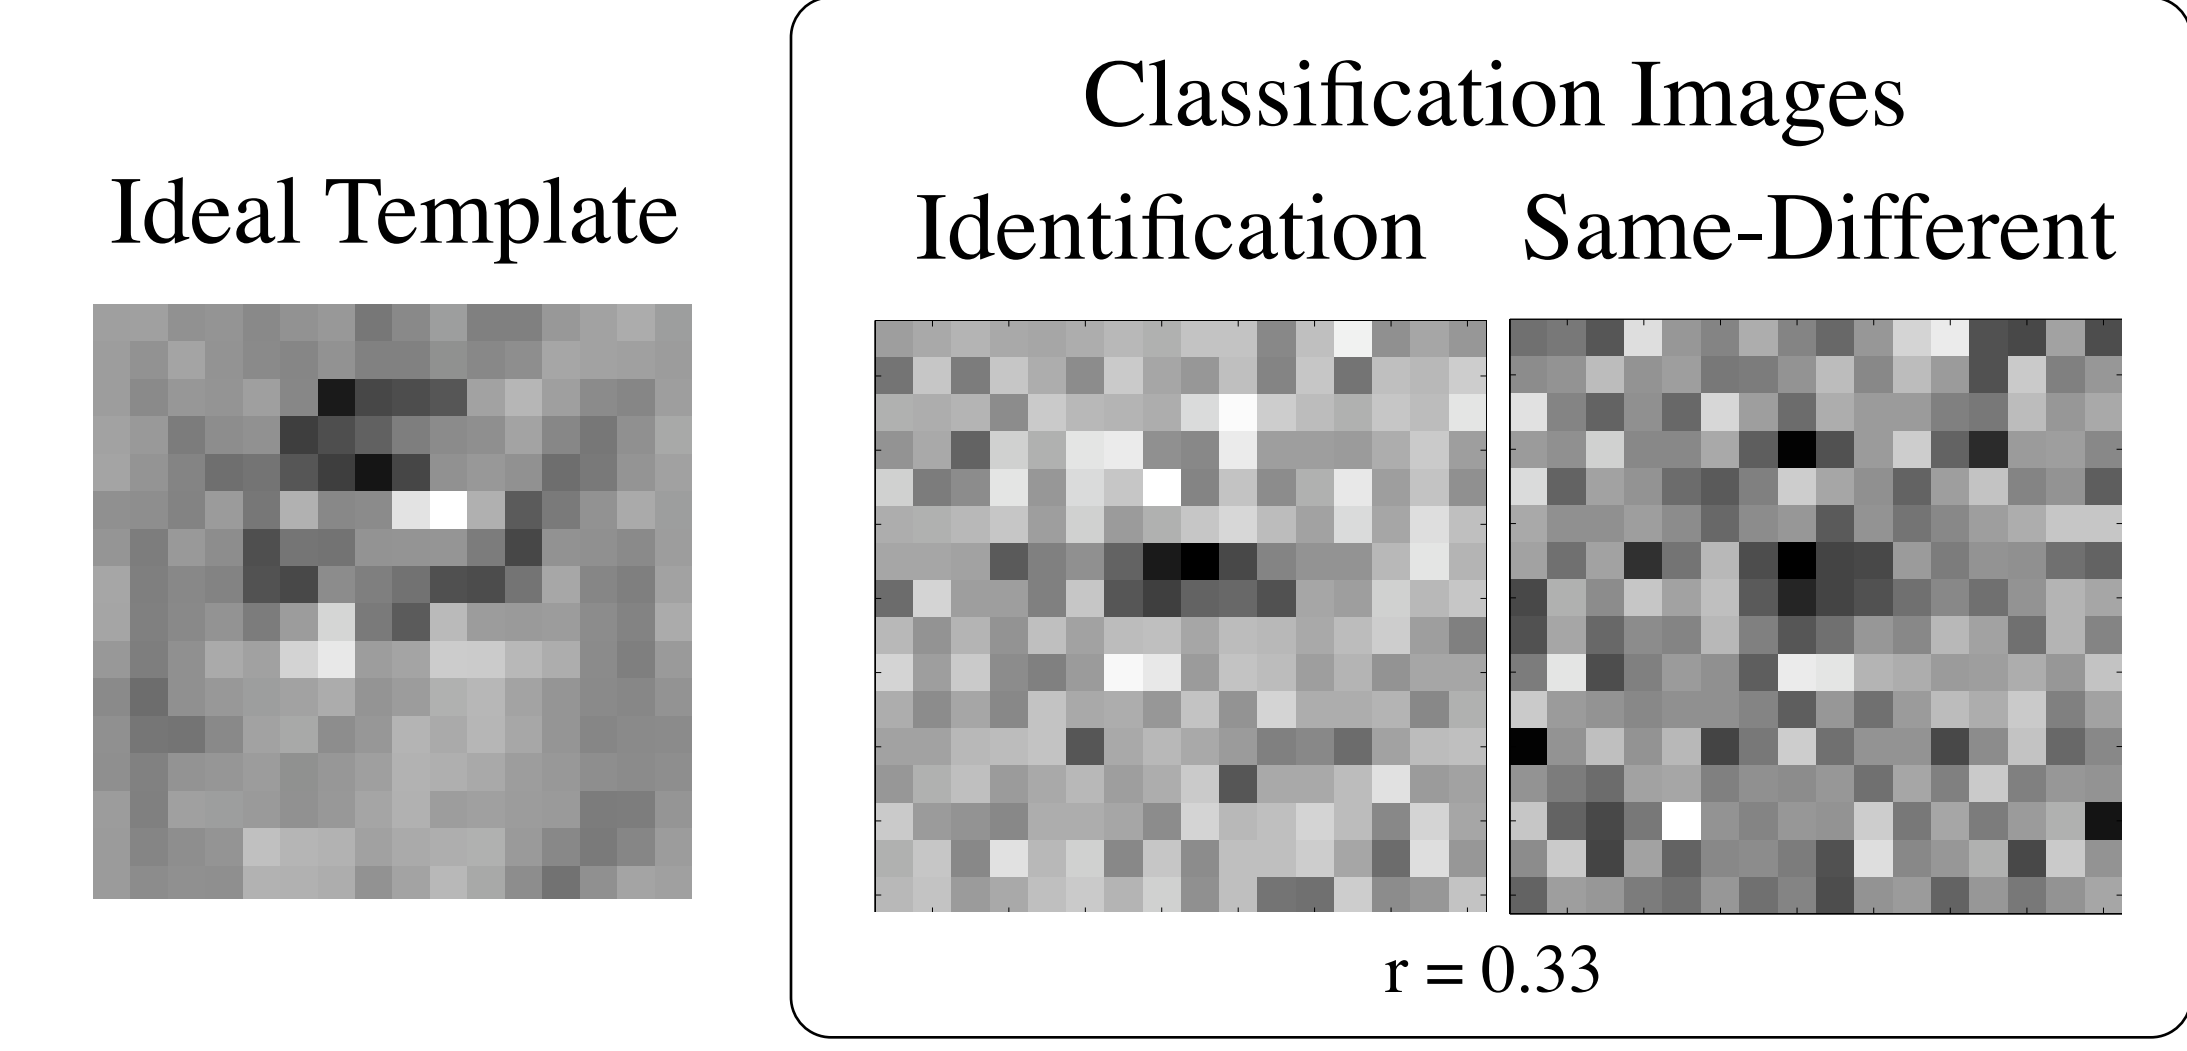 Classification Images
Ideal Template
Identification
Same-Different
r = 0.33